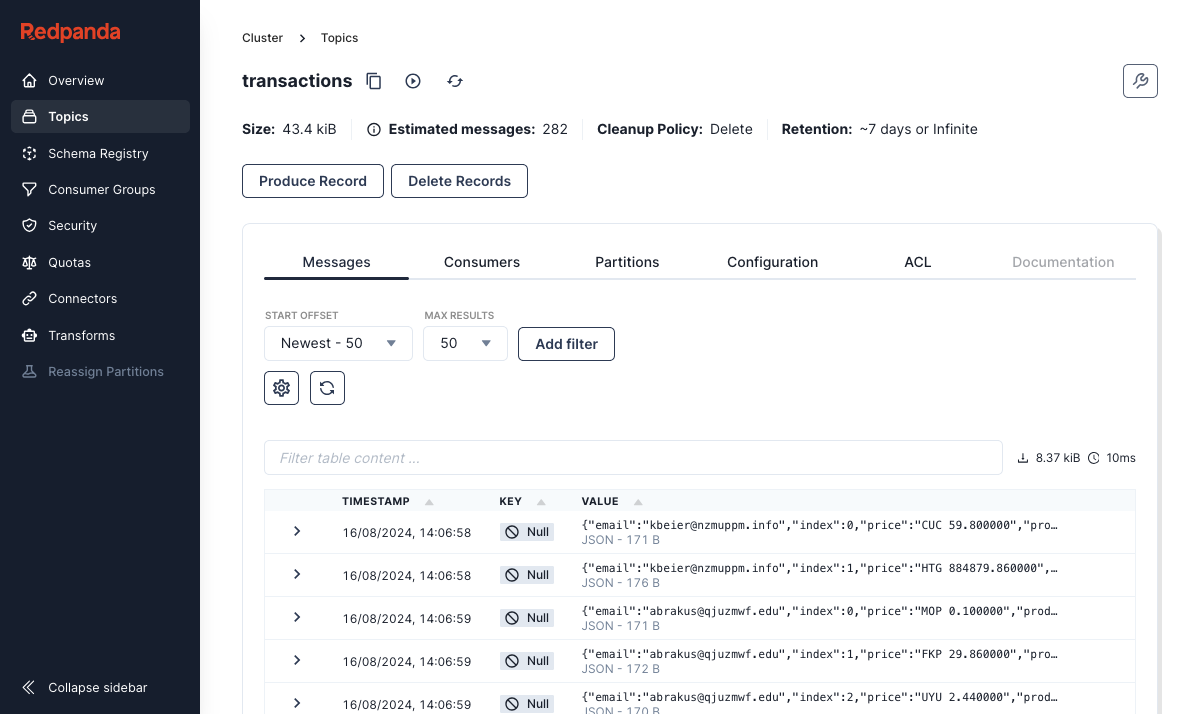 Redpanda
Overview
Topics
Schema Registry
Consumer Groups
Security
Quotas
Connectors
Transforms
Reassign Partitions
Collapse sidebar
Cluster > Topics
transactions
Size: 43.4 kiB Estimated messages: 282 Cleanup Policy: Delete Retention: ~7 days or Infinite
Produce Record Delete Records
Messages Consumers Partitions Configuration ACL Documentation
START OFFSET MAX RESULTS
Newest - 50 50 Add filter
Filter table content ... 8.37 kiB 10ms
TIMESTAMP KEY VALUE
16/08/2024, 14:06:58 Null {"email":"kbeier@nzmuppm.info","index":0,"price":"CUC 59.800000","pro…
JSON - 171 B
16/08/2024, 14:06:58 Null {"email":"kbeier@nzmuppm.info","index":1,"price":"HTG 884879.860000",…
JSON - 176 B
16/08/2024, 14:06:59 Null {"email":"abrakus@qjuzmwf.edu","index":0,"price":"MOP 0.100000","prod…
JSON - 171 B
16/08/2024, 14:06:59 Null {"email":"abrakus@qjuzmwf.edu","index":1,"price":"FKP 29.860000","pro…
JSON - 172 B
16/08/2024, 14:06:59 Null {"email":"abrakus@qjuzmwf.edu","index":2,"price":"UYU 2.440000","prod…
JSON - 170 B